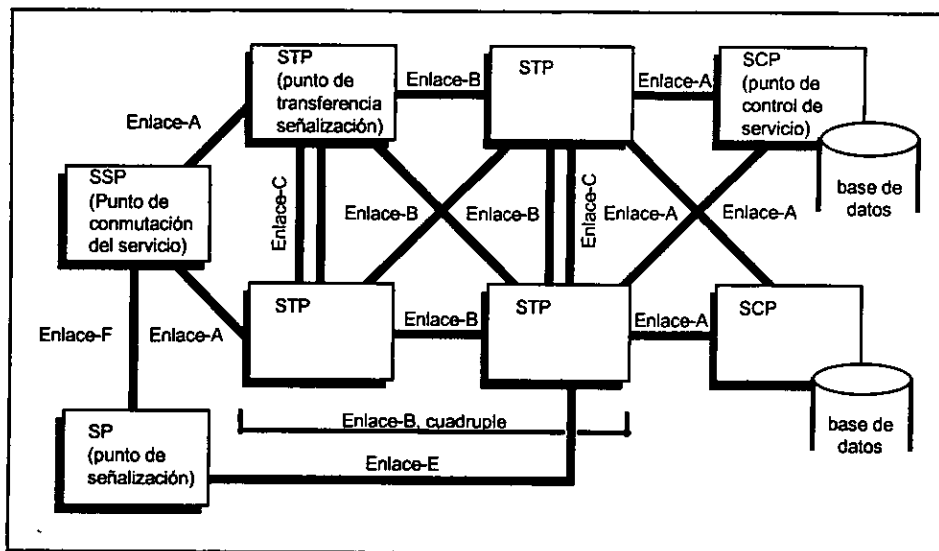 STP
(punto de
transferencia
señalización)
Enlace-B
STP
Enlace-A
SCP
(punto de
control de
servicio)
base de
datos
Enlace-A
SSP
(Punto de
conmutación
del servicio)
Enlace-C
Enlace-B
Enlace-B
Enlace-C
Enlace-A
Enlace-A
Enlace-F
Enlace-A
STP
Enlace-B
STP
Enlace-A
SCP
base de
datos
Enlace-B, cuadruple
SP
(punto de
señalización)
Enlace-E